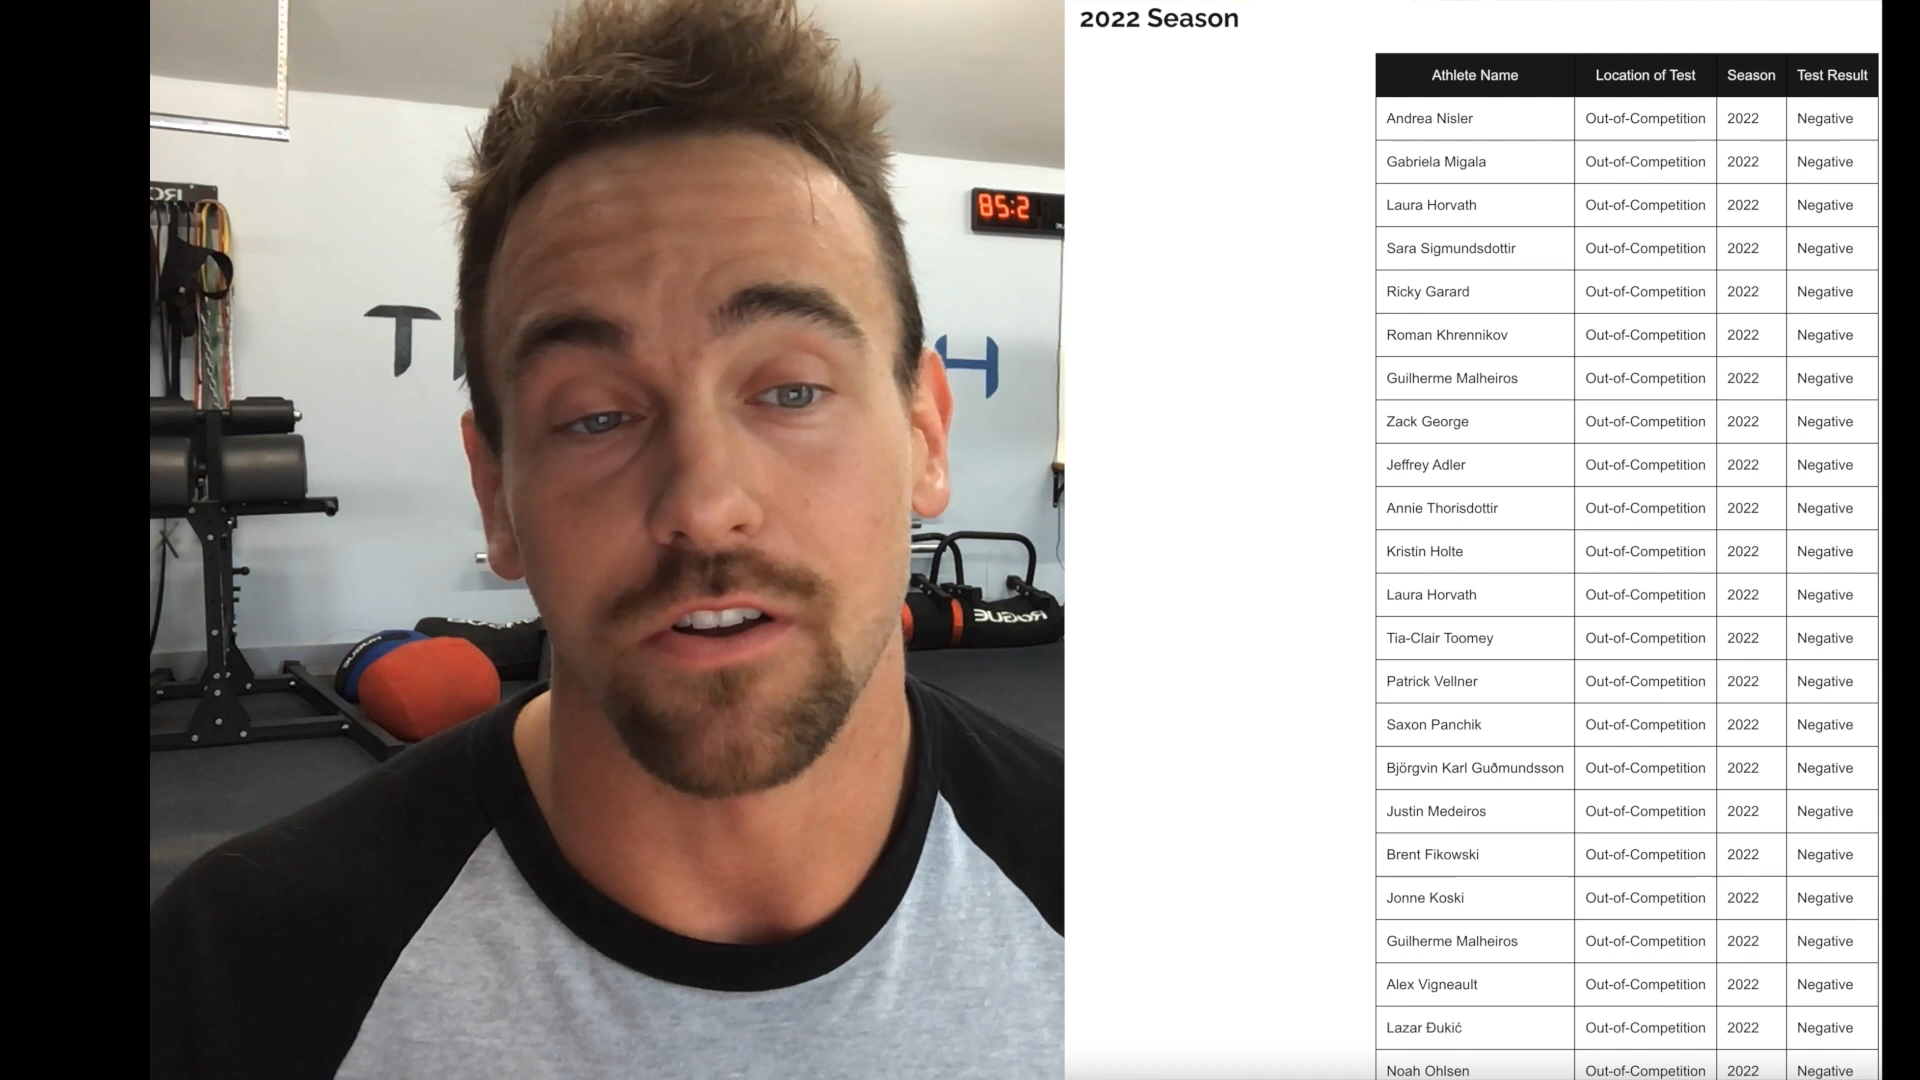 2022 Season
Athlete Name Location of Test Season Test Result
Andrea Nisler Out-of-Competition 2022 Negative
Gabriela Migala Out-of-Competition 2022 Negative
Laura Horvath Out-of-Competition 2022 Negative
Sara Sigmundsdottir Out-of-Competition 2022 Negative
Ricky Garard Out-of-Competition 2022 Negative
Roman Khrennikov Out-of-Competition 2022 Negative
Guilherme Malheiros Out-of-Competition 2022 Negative
Zack George Out-of-Competition 2022 Negative
Jeffrey Adler Out-of-Competition 2022 Negative
Annie Thorisdottir Out-of-Competition 2022 Negative
Kristin Holte Out-of-Competition 2022 Negative
Laura Horvath Out-of-Competition 2022 Negative
Tia-Clair Toomey Out-of-Competition 2022 Negative
Patrick Vellner Out-of-Competition 2022 Negative
Saxon Panchik Out-of-Competition 2022 Negative
Björgvin Karl Guðmundsson Out-of-Competition 2022 Negative
Justin Medeiros Out-of-Competition 2022 Negative
Brent Fikowski Out-of-Competition 2022 Negative
Jonne Koski Out-of-Competition 2022 Negative
Guilherme Malheiros Out-of-Competition 2022 Negative
Alex Vigneault Out-of-Competition 2022 Negative
Lazar Đukić Out-of-Competition 2022 Negative
Noah Ohlsen Out-of-Competition 2022 Negative
85:2
T
H
ROGUE